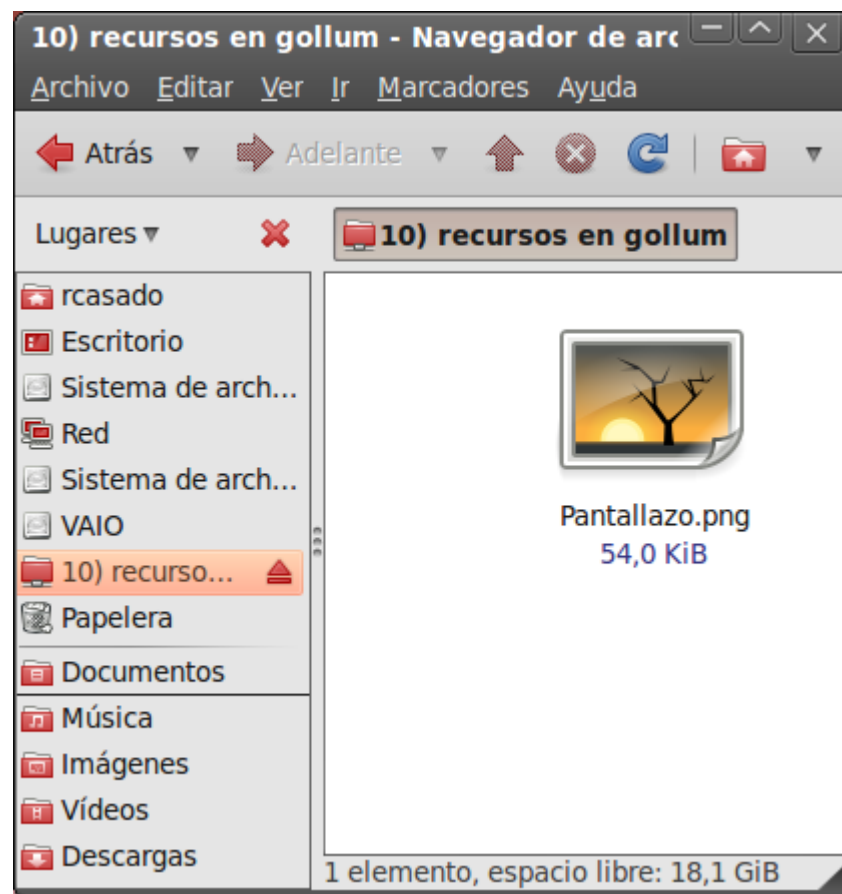 10) recursos en gollum - Navegador de arc
Archivo Editar Ver Ir Marcadores Ayuda
Atrás Adelante
Lugares
10) recursos en gollum
rcasado
Escritorio
Sistema de arch...
Red
Sistema de arch...
VAIO
10) recurso...
Papelera
Documentos
Música
Imágenes
Vídeos
Descargas
Pantallazo.png
54,0 KiB
1 elemento, espacio libre: 18,1 GiB